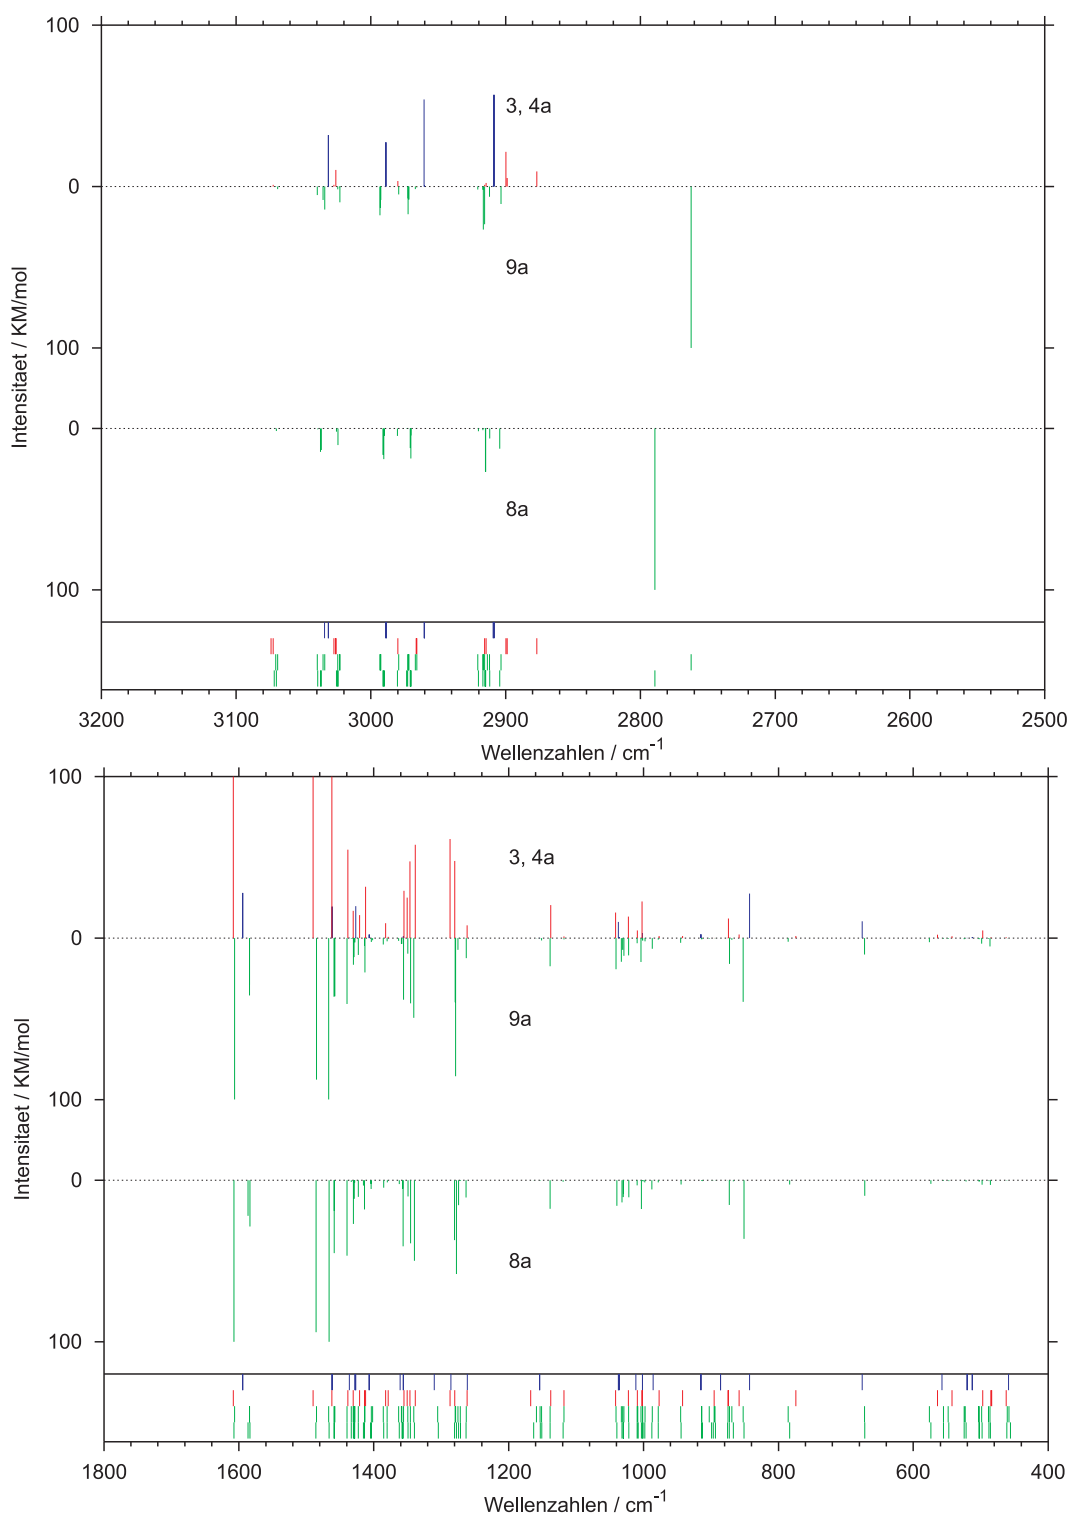 100
3, 4a
0
9a
100
0
8a
100
Intensitaet / KM/mol
3200 3100 3000 2900 2800 2700 2600 2500
Wellenzahlen / cm-1
100
3, 4a
0
9a
100
0
8a
100
Intensitaet / KM/mol
1800 1600 1400 1200 1000 800 600 400
Wellenzahlen / cm-1